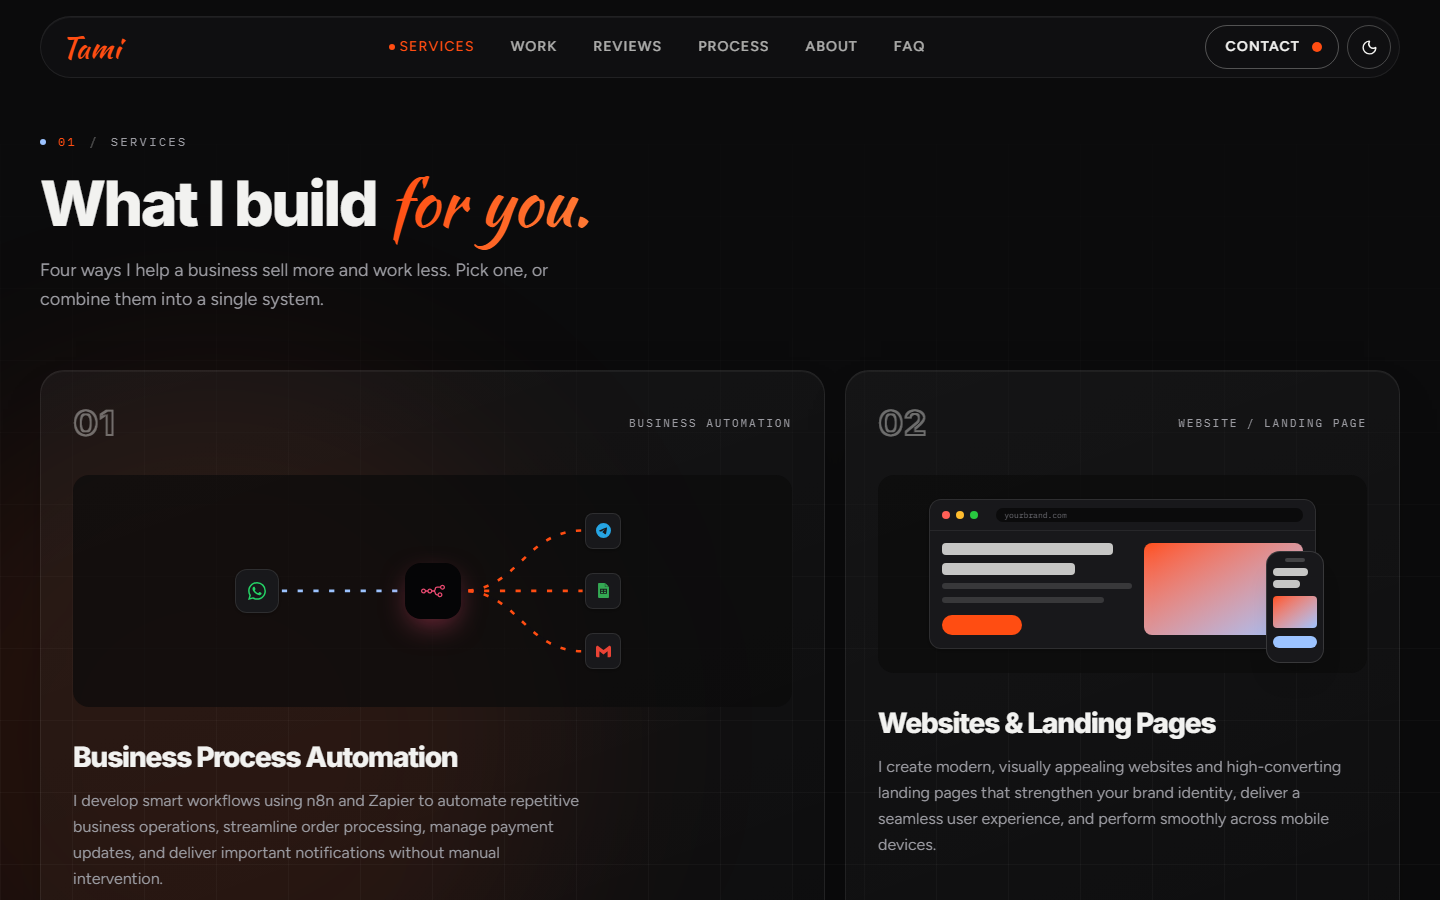 Tami
SERVICES WORK REVIEWS PROCESS ABOUT FAQ
CONTACT
01 / SERVICES
What I build for you.
Four ways I help a business sell more and work less. Pick one, or
combine them into a single system.
01
BUSINESS AUTOMATION
Business Process Automation
I develop smart workflows using n8n and Zapier to automate repetitive
business operations, streamline order processing, manage payment
updates, and deliver important notifications without manual
intervention.
02
WEBSITE / LANDING PAGE
yourbrand.com
Websites & Landing Pages
I create modern, visually appealing websites and high-converting
landing pages that strengthen your brand identity, deliver a
seamless user experience, and perform smoothly across mobile
devices.